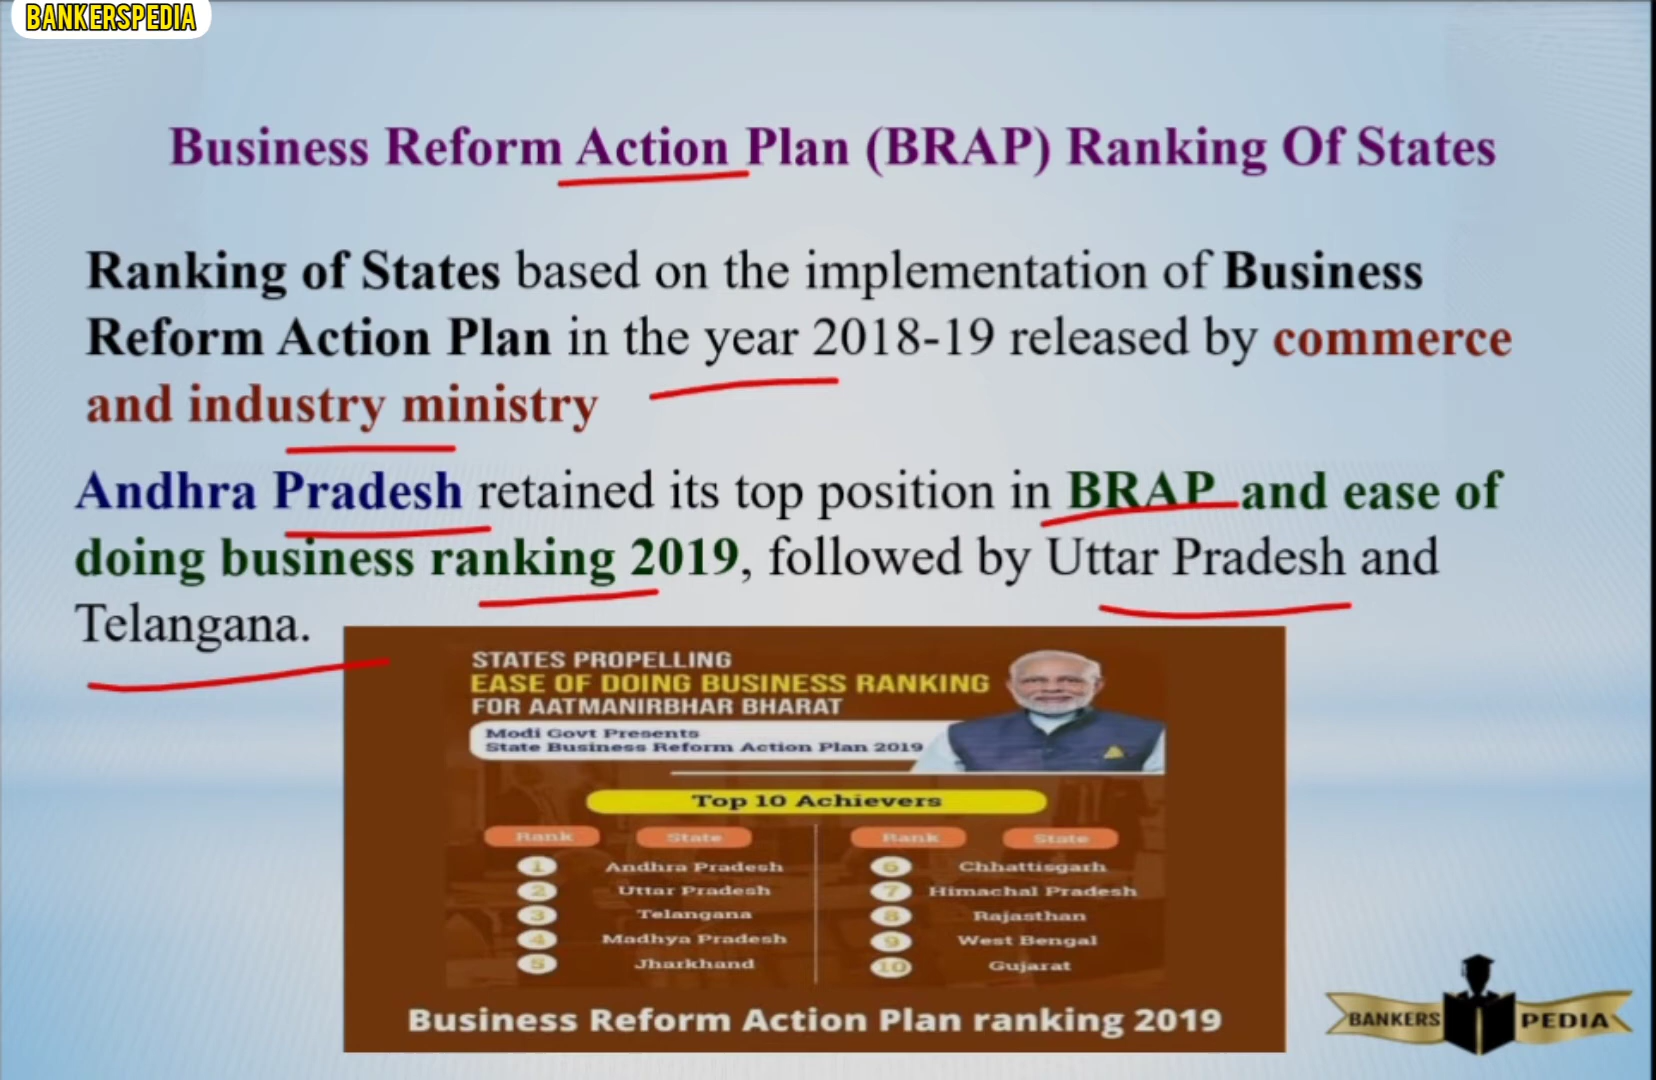 BANKERSPEDIA
Business Reform Action Plan (BRAP) Ranking Of States
Ranking of States based on the implementation of Business
Reform Action Plan in the year 2018-19 released by commerce
and industry ministry
Andhra Pradesh retained its top position in BRAP and ease of
doing business ranking 2019, followed by Uttar Pradesh and
Telangana.
STATES PROPELLING
EASE OF DOING BUSINESS RANKING
FOR AATMANIRBHAR BHARAT
Modi Govt Presents
State Business Reform Action Plan 2019
Top 10 Achievers
Rank State Rank State
1 Andhra Pradesh 6 Chhattisgarh
2 Uttar Pradesh 7 Himachal Pradesh
3 Telangana 8 Rajasthan
4 Madhya Pradesh 9 West Bengal
5 Jharkhand 10 Gujarat
Business Reform Action Plan ranking 2019
BANKERS PEDIA